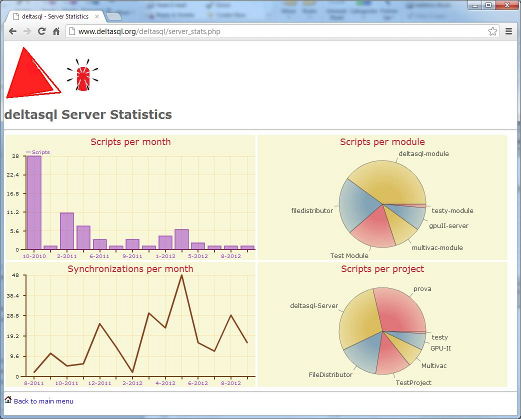 deltasql - Server Statistics
www.deltasql.org/deltasql/server_stats.php
deltasql Server Statistics
Scripts per month
Scripts
28
22.4
16.8
11.2
5.6
0
10-2010
2-2011
6-2011
9-2011
1-2012
5-2012
8-2012
Scripts per module
deltasql-module
filedistributor
testy-module
gpuII-server
multivac-module
Test Module
Synchronizations per month
48
38.4
28.8
19.2
9.6
0
8-2011
10-2011
12-2011
2-2012
4-2012
6-2012
8-2012
Scripts per project
prova
deltasql-Server
testy
GPU-II
Multivac
FileDistributor
TestProject
Back to main menu